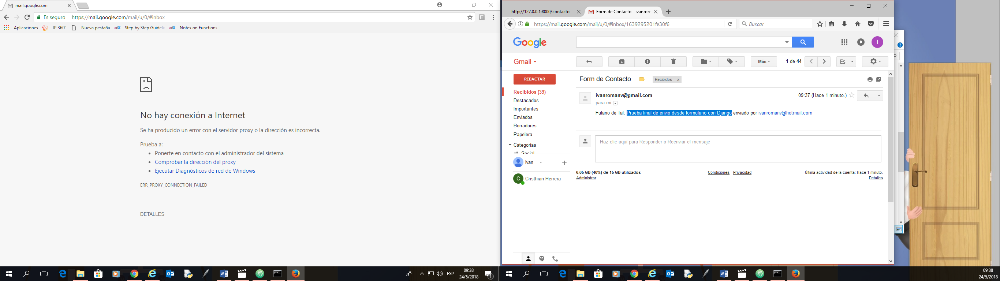 mail.google.com
Es seguro
https://mail.google.com/mail/u/0/#inbox
Aplicaciones
IP 360°
Nueva pestaña
edX
Step by Step Guideli
edX
Notes on Functions
No hay conexión a Internet
Se ha producido un error con el servidor proxy o la dirección es incorrecta.
Prueba a:
Ponerte en contacto con el administrador del sistema
Comprobar la dirección del proxy
Ejecutar Diagnósticos de red de Windows
ERR_PROXY_CONNECTION_FAILED
DETALLES
http://127.0.0.1:8000/contacto
Form de Contacto - ivanrom
https://mail.google.com/mail/u/0/#inbox/1639295201fe30f6
Buscar
Google
I
Gmail
Más
1 de 44
Es
REDACTAR
Form de Contacto
Recibidos x
Recibidos (39)
Destacados
Importantes
Enviados
Borradores
Papelera
Categorías
Social
Ivan
C
Cristhian Herrera
ivanromanv@gmail.com
09:37 (Hace 1 minuto.)
para mí
Fulano de Tal: Prueba final de envio desde formulario con Django enviado por ivanromanv@hotmail.com
Haz clic aquí para Responder o Reenviar el mensaje
6.05 GB (40%) de 15 GB utilizados
Administrar
Condiciones - Privacidad
Última actividad de la cuenta: Hace 1 minuto.
Detalles
ESP
09:38
24/5/2018
1
09:38
24/5/2018